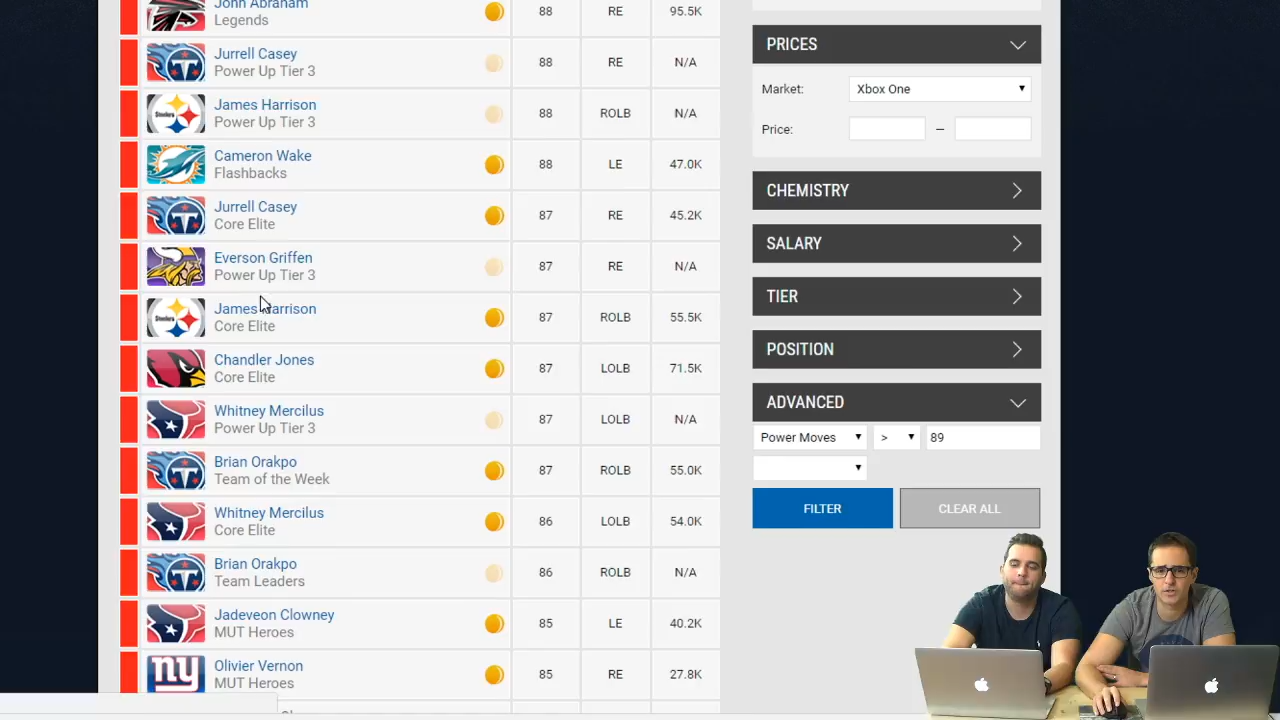 John Abraham
Legends
88
RE
95.5K
Jurrell Casey
Power Up Tier 3
88
RE
N/A
James Harrison
Power Up Tier 3
88
ROLB
N/A
Steelers
Cameron Wake
Flashbacks
88
LE
47.0K
Jurrell Casey
Core Elite
87
RE
45.2K
Everson Griffen
Power Up Tier 3
87
RE
N/A
James Harrison
Core Elite
87
ROLB
55.5K
Steelers
Chandler Jones
Core Elite
87
LOLB
71.5K
Whitney Mercilus
Power Up Tier 3
87
LOLB
N/A
Brian Orakpo
Team of the Week
87
ROLB
55.0K
Whitney Mercilus
Core Elite
86
LOLB
54.0K
Brian Orakpo
Team Leaders
86
ROLB
N/A
Jadeveon Clowney
MUT Heroes
85
LE
40.2K
ny
Olivier Vernon
MUT Heroes
85
RE
27.8K
PRICES
Market: Xbox One
Price: –
CHEMISTRY
SALARY
TIER
POSITION
ADVANCED
Power Moves > 89
FILTER CLEAR ALL